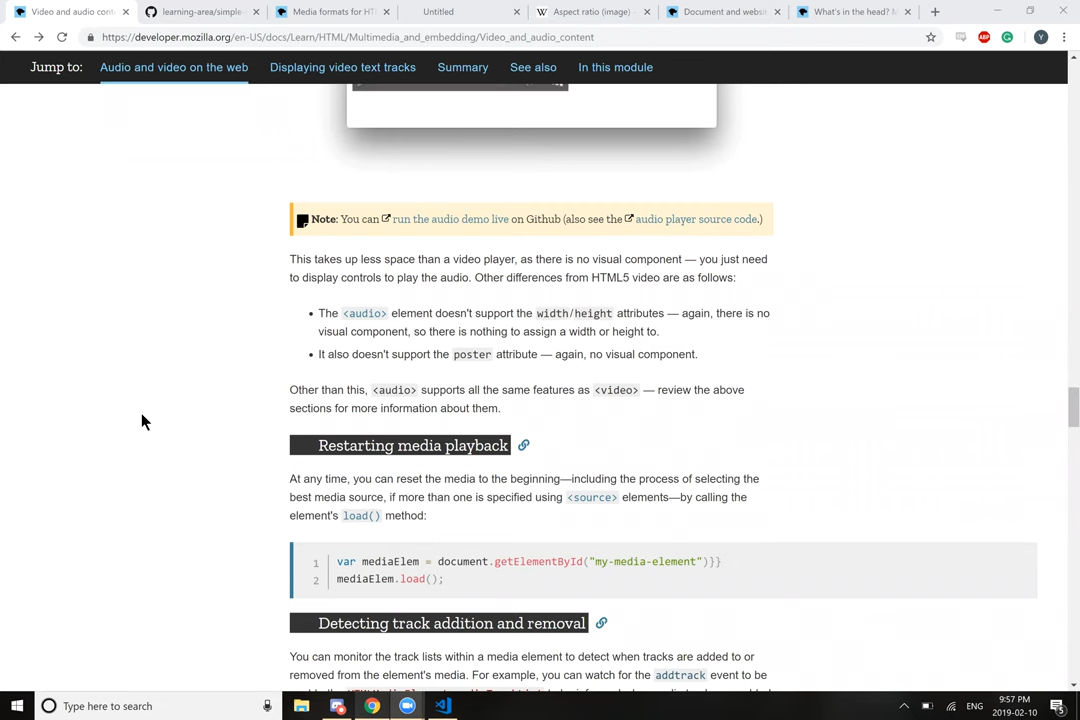 Video and audio cont
learning-area/simple-
Media formats for HT
Untitled
Aspect ratio (image) -
Document and websi
What's in the head? M
https://developer.mozilla.org/en-US/docs/Learn/HTML/Multimedia_and_embedding/Video_and_audio_content
ABP
Y
Jump to: Audio and video on the web Displaying video text tracks Summary See also In this module
Note: You can run the audio demo live on Github (also see the audio player source code.)
This takes up less space than a video player, as there is no visual component — you just need
to display controls to play the audio. Other differences from HTML5 video are as follows:
• The <audio> element doesn't support the width/height attributes — again, there is no
visual component, so there is nothing to assign a width or height to.
• It also doesn't support the poster attribute — again, no visual component.
Other than this, <audio> supports all the same features as <video> — review the above
sections for more information about them.
Restarting media playback
At any time, you can reset the media to the beginning—including the process of selecting the
best media source, if more than one is specified using <source> elements—by calling the
element's load() method:
1 var mediaElem = document.getElementById("my-media-element")}}
2 mediaElem.load();
Detecting track addition and removal
You can monitor the track lists within a media element to detect when tracks are added to or
removed from the element's media. For example, you can watch for the addtrack event to be
Type here to search
ENG
9:57 PM
2019-02-10
5